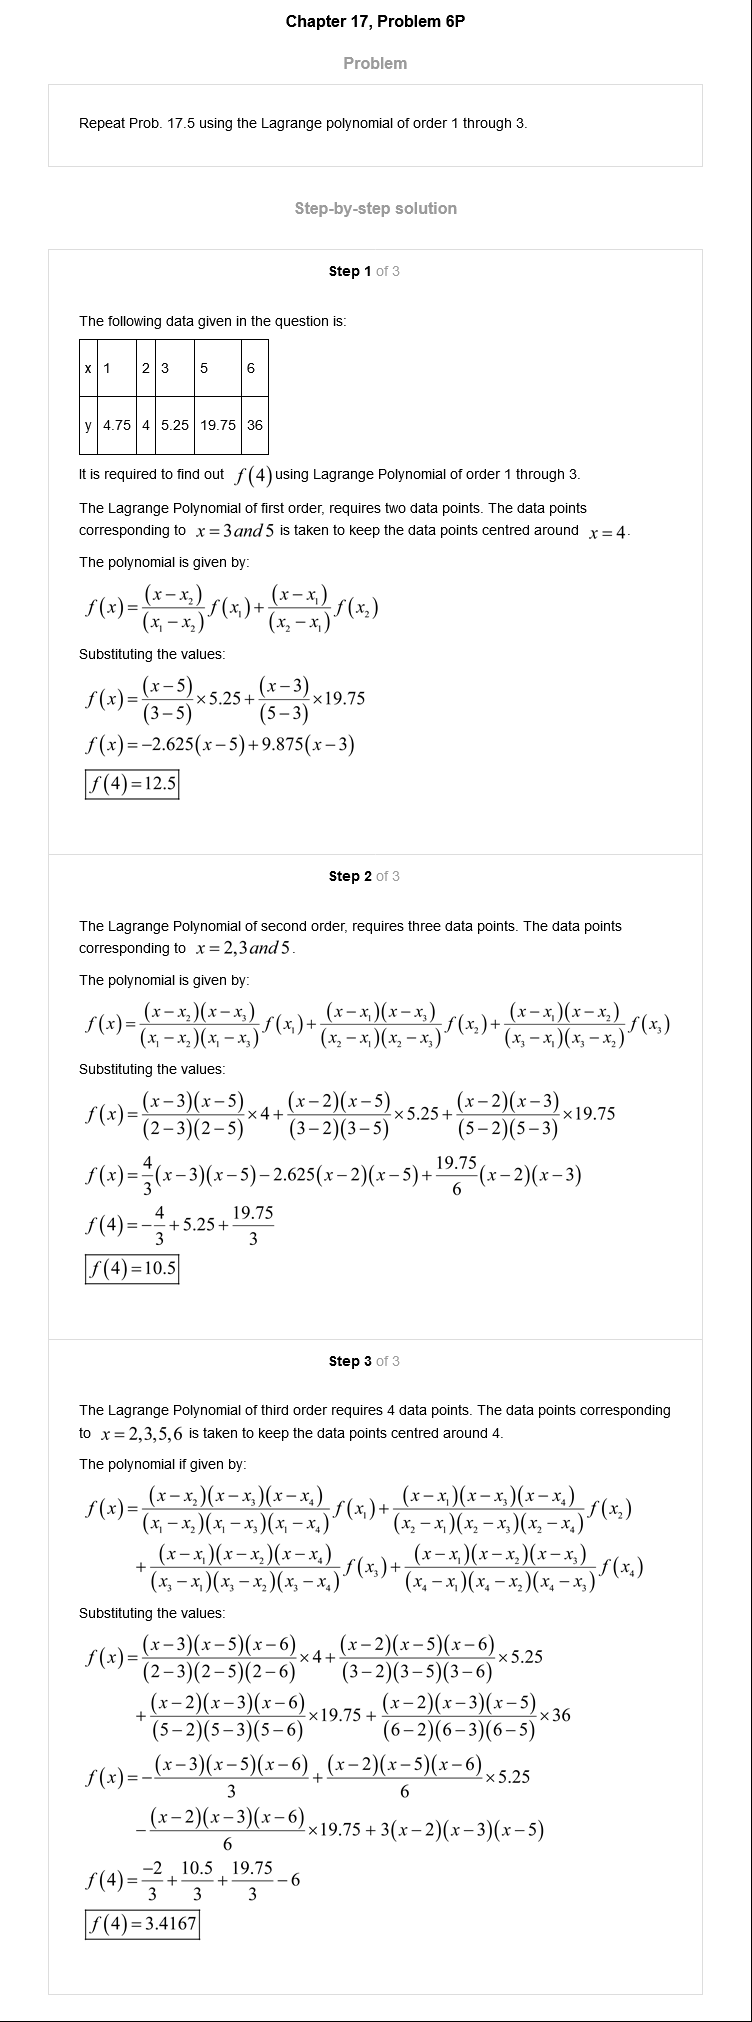 Chapter 17, Problem 6P
Problem
Repeat Prob. 17.5 using the Lagrange polynomial of order 1 through 3.
Step-by-step solution
Step 1 of 3
The following data given in the question is:
x 1 2 3 5 6
y 4.75 4 5.25 19.75 36
It is required to find out f(4) using Lagrange Polynomial of order 1 through 3.
The Lagrange Polynomial of first order, requires two data points. The data points
corresponding to x=3and5 is taken to keep the data points centred around x=4.
The polynomial is given by:
f(x)=\frac{(x-x_2)}{(x_1-x_2)}f(x_1)+\frac{(x-x_1)}{(x_2-x_1)}f(x_2)
Substituting the values:
f(x)=\frac{(x-5)}{(3-5)}×5.25+\frac{(x-3)}{(5-3)}×19.75
f(x)=-2.625(x-5)+9.875(x-3)
f(4)=12.5
Step 2 of 3
The Lagrange Polynomial of second order, requires three data points. The data points
corresponding to x=2,3and5.
The polynomial is given by:
f(x)=\frac{(x-x_2)(x-x_3)}{(x_1-x_2)(x_1-x_3)}f(x_1)+\frac{(x-x_1)(x-x_3)}{(x_2-x_1)(x_2-x_3)}f(x_2)+\frac{(x-x_1)(x-x_2)}{(x_3-x_1)(x_3-x_2)}f(x_3)
Substituting the values:
f(x)=\frac{(x-3)(x-5)}{(2-3)(2-5)}×4+\frac{(x-2)(x-5)}{(3-2)(3-5)}×5.25+\frac{(x-2)(x-3)}{(5-2)(5-3)}×19.75
f(x)=\frac{4}{3}(x-3)(x-5)-2.625(x-2)(x-5)+\frac{19.75}{6}(x-2)(x-3)
f(4)=-\frac{4}{3}+5.25+\frac{19.75}{3}
f(4)=10.5
Step 3 of 3
The Lagrange Polynomial of third order requires 4 data points. The data points corresponding
to x=2,3,5,6 is taken to keep the data points centred around 4.
The polynomial if given by:
f(x)=\frac{(x-x_2)(x-x_3)(x-x_4)}{(x_1-x_2)(x_1-x_3)(x_1-x_4)}f(x_1)+\frac{(x-x_1)(x-x_3)(x-x_4)}{(x_2-x_1)(x_2-x_3)(x_2-x_4)}f(x_2)
+\frac{(x-x_1)(x-x_2)(x-x_4)}{(x_3-x_1)(x_3-x_2)(x_3-x_4)}f(x_3)+\frac{(x-x_1)(x-x_2)(x-x_3)}{(x_4-x_1)(x_4-x_2)(x_4-x_3)}f(x_4)
Substituting the values:
f(x)=\frac{(x-3)(x-5)(x-6)}{(2-3)(2-5)(2-6)}×4+\frac{(x-2)(x-5)(x-6)}{(3-2)(3-5)(3-6)}×5.25
+\frac{(x-2)(x-3)(x-6)}{(5-2)(5-3)(5-6)}×19.75+\frac{(x-2)(x-3)(x-5)}{(6-2)(6-3)(6-5)}×36
f(x)=-\frac{(x-3)(x-5)(x-6)}{3}+\frac{(x-2)(x-5)(x-6)}{6}×5.25
-\frac{(x-2)(x-3)(x-6)}{6}×19.75+3(x-2)(x-3)(x-5)
f(4)=\frac{-2}{3}+\frac{10.5}{3}+\frac{19.75}{3}-6
f(4)=3.4167